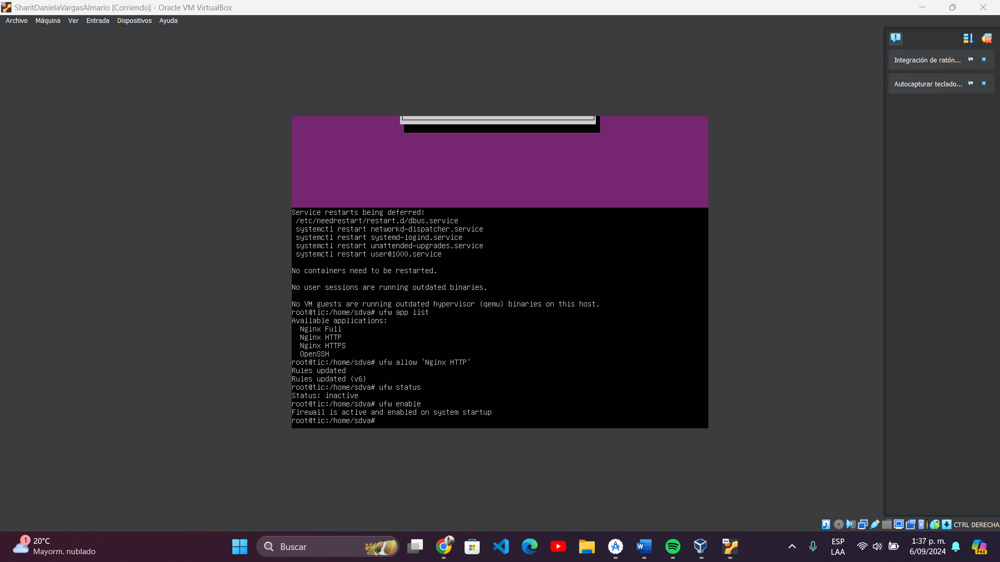 SharitDanielaVargasAlmario [Corriendo] - Oracle VM VirtualBox
Archivo Máquina Ver Entrada Dispositivos Ayuda
Integración de ratón...
Autocapturar teclado...
Service restarts being deferred:
/etc/needrestart/restart.d/dbus.service
systemctl restart networkd-dispatcher.service
systemctl restart systemd-logind.service
systemctl restart unattended-upgrades.service
systemctl restart user@1000.service
No containers need to be restarted.
No user sessions are running outdated binaries.
No VM guests are running outdated hypervisor (qemu) binaries on this host.
root@tic:/home/sdva# ufw app list
Available applications:
Nginx Full
Nginx HTTP
Nginx HTTPS
OpenSSH
root@tic:/home/sdva# ufw allow 'Nginx HTTP'
Rules updated
Rules updated (v6)
root@tic:/home/sdva# ufw status
Status: inactive
root@tic:/home/sdva# ufw enable
Firewall is active and enabled on system startup
root@tic:/home/sdva#
CTRL DERECHA
1
20°C
Mayorm. nublado
Buscar
64
ESP
LAA
1:37 p. m.
6/09/2024
PRE